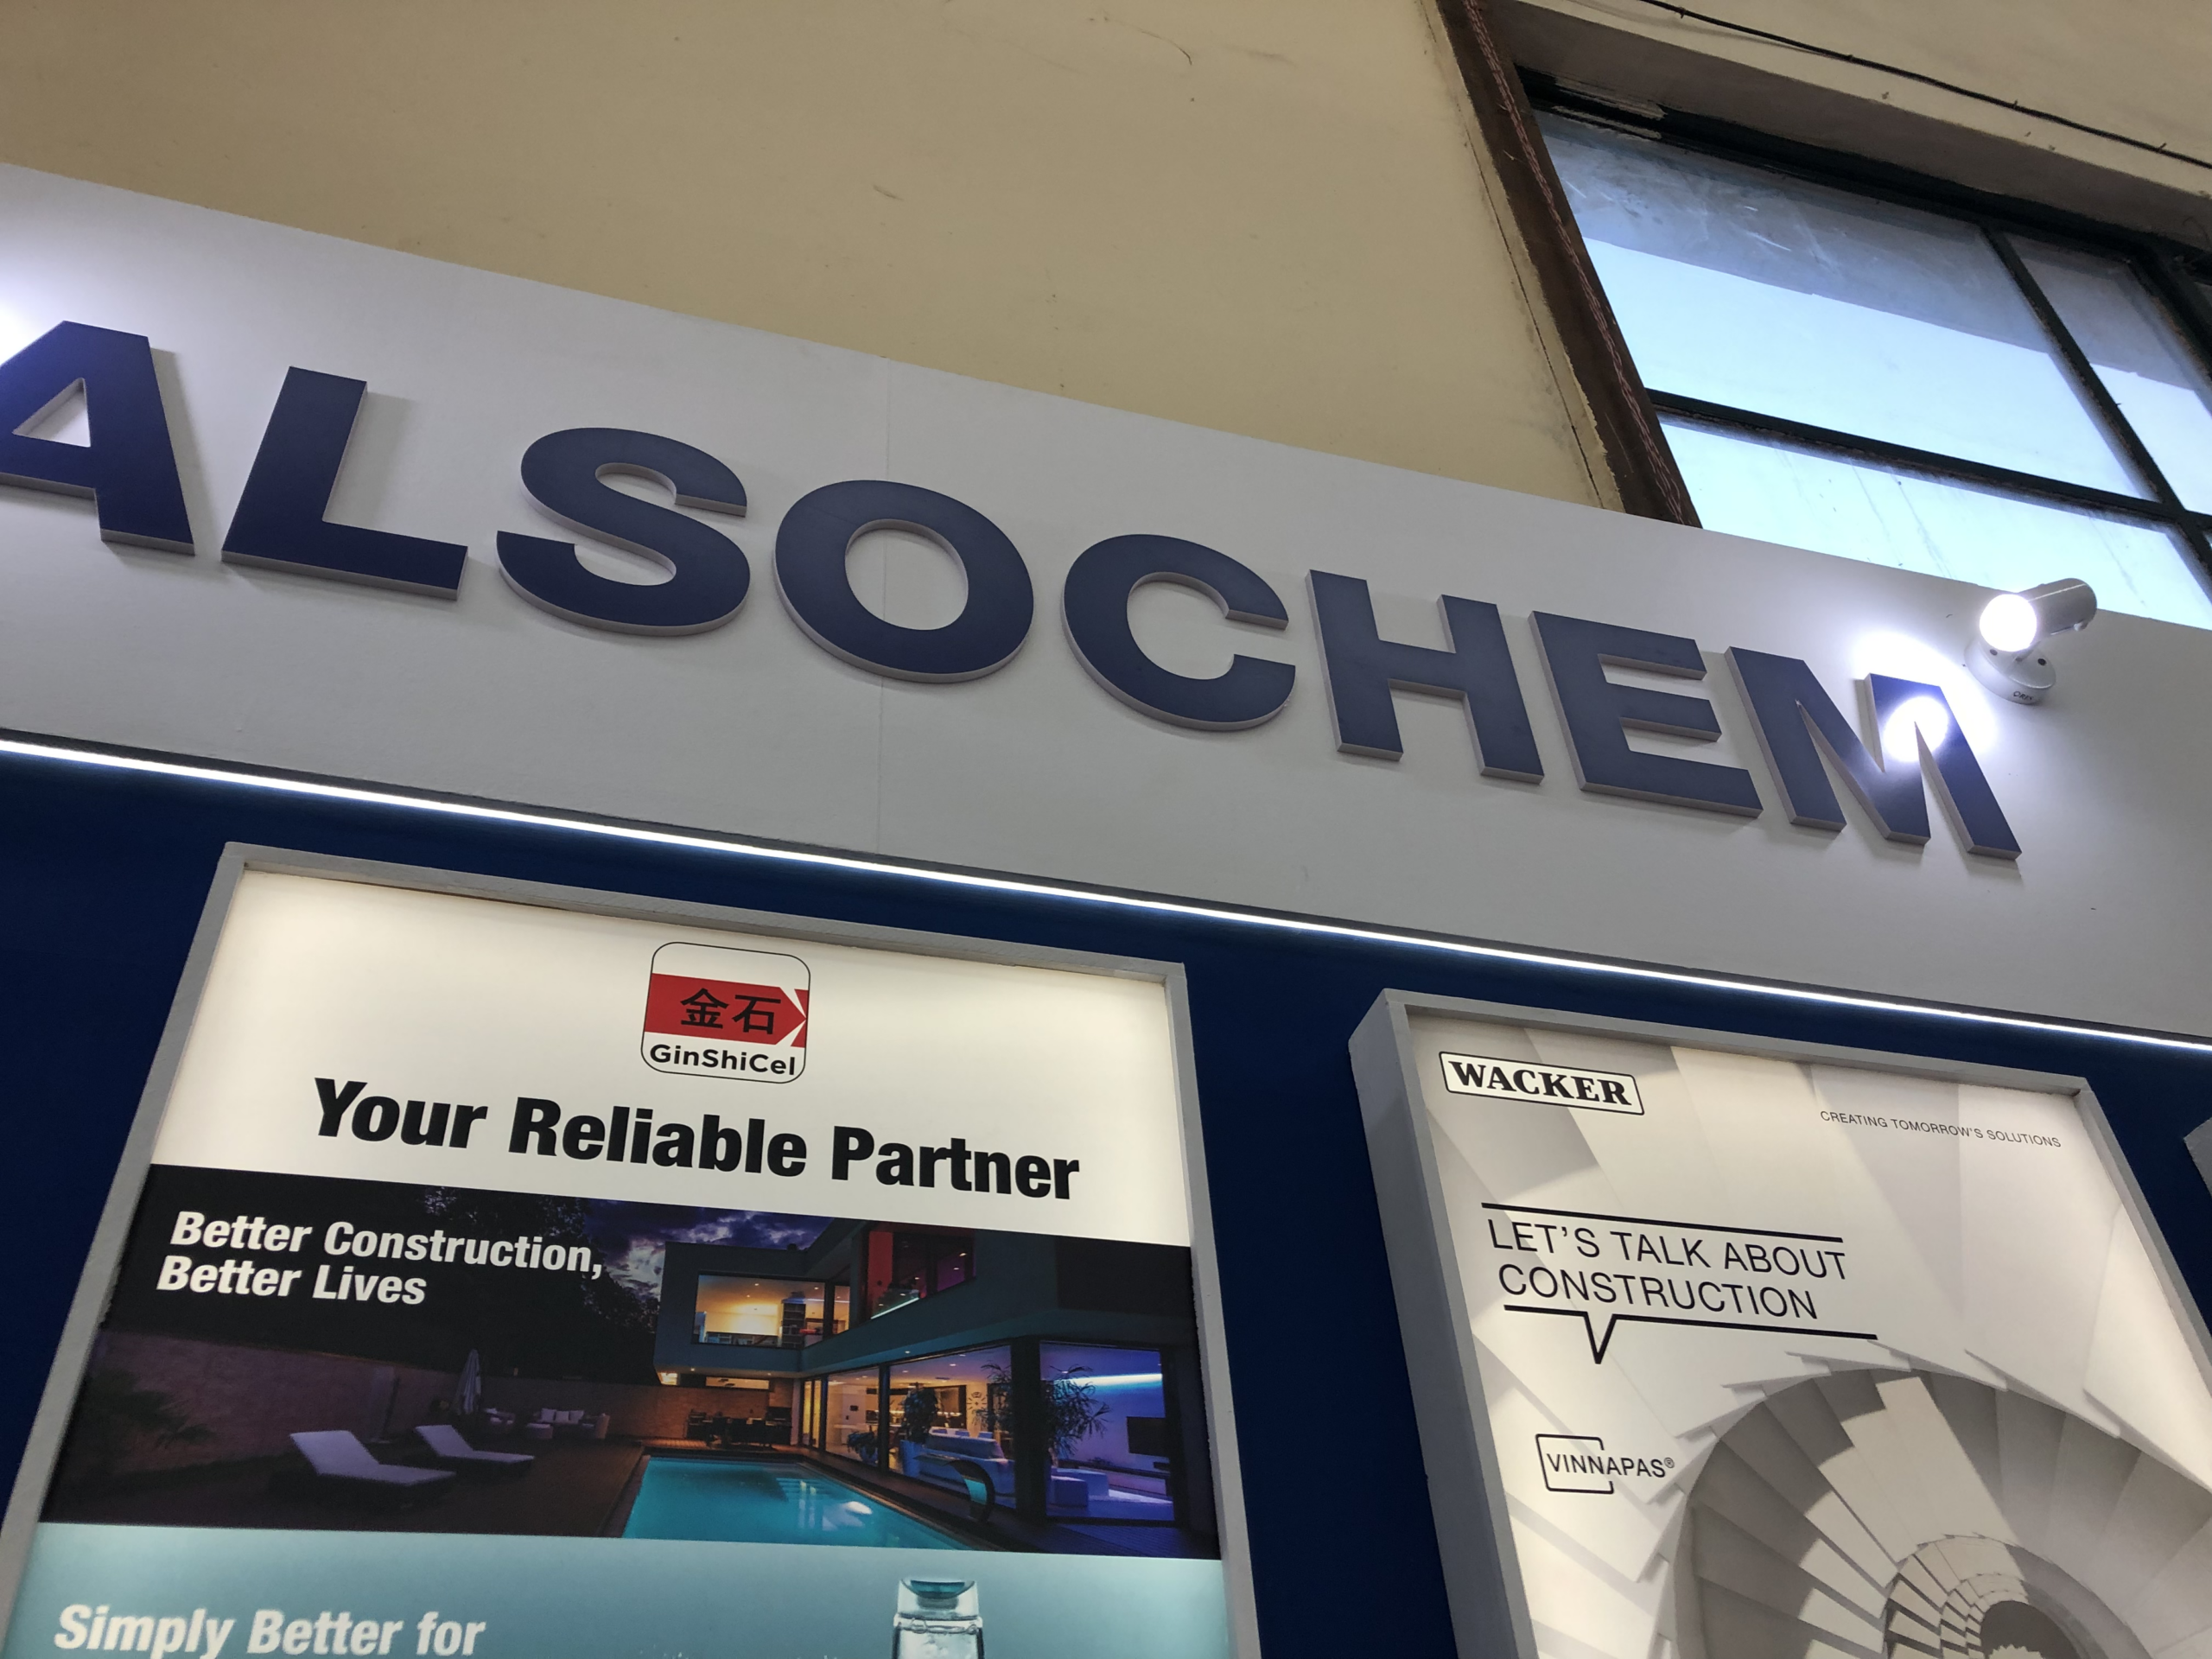 ALSOCHEM
金石
GinShiCel
Your Reliable Partner
Better Construction,
Better Lives
Simply Better for
WACKER
CREATING TOMORROW'S SOLUTIONS
LET'S TALK ABOUT
CONSTRUCTION
VINNAPAS®